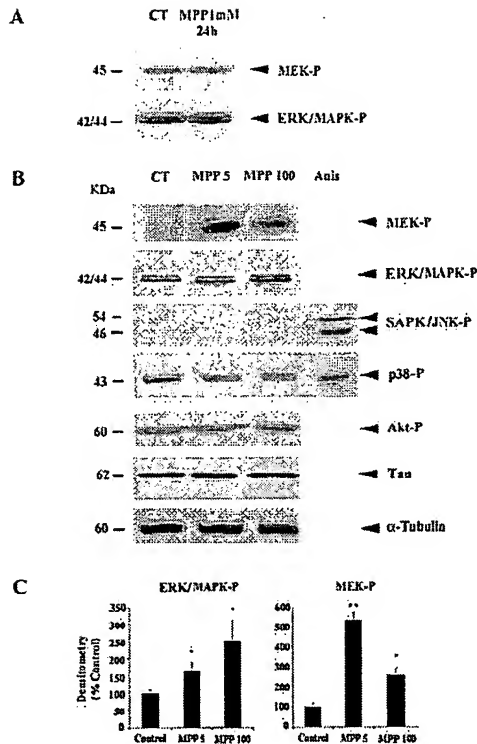 A
CT MPP1mM
24h
45
MEK-P
42/44
ERK/MAPK-P
B
KDa
CT MPP 5 MPP 100 Anis
45
MEK-P
42/44
ERK/MAPK-P
54
46
SAPK/JNK-P
43
p38-P
60
Akt-P
62
Tau
60
α-Tubulin
C
ERK/MAPK-P
Densitometry
(% Control)
350
300
250
200
150
100
50
0
Control MPP 5 MPP 100
MEK-P
600
500
400
300
200
100
0
**
*
Control MPP 5 MPP 100